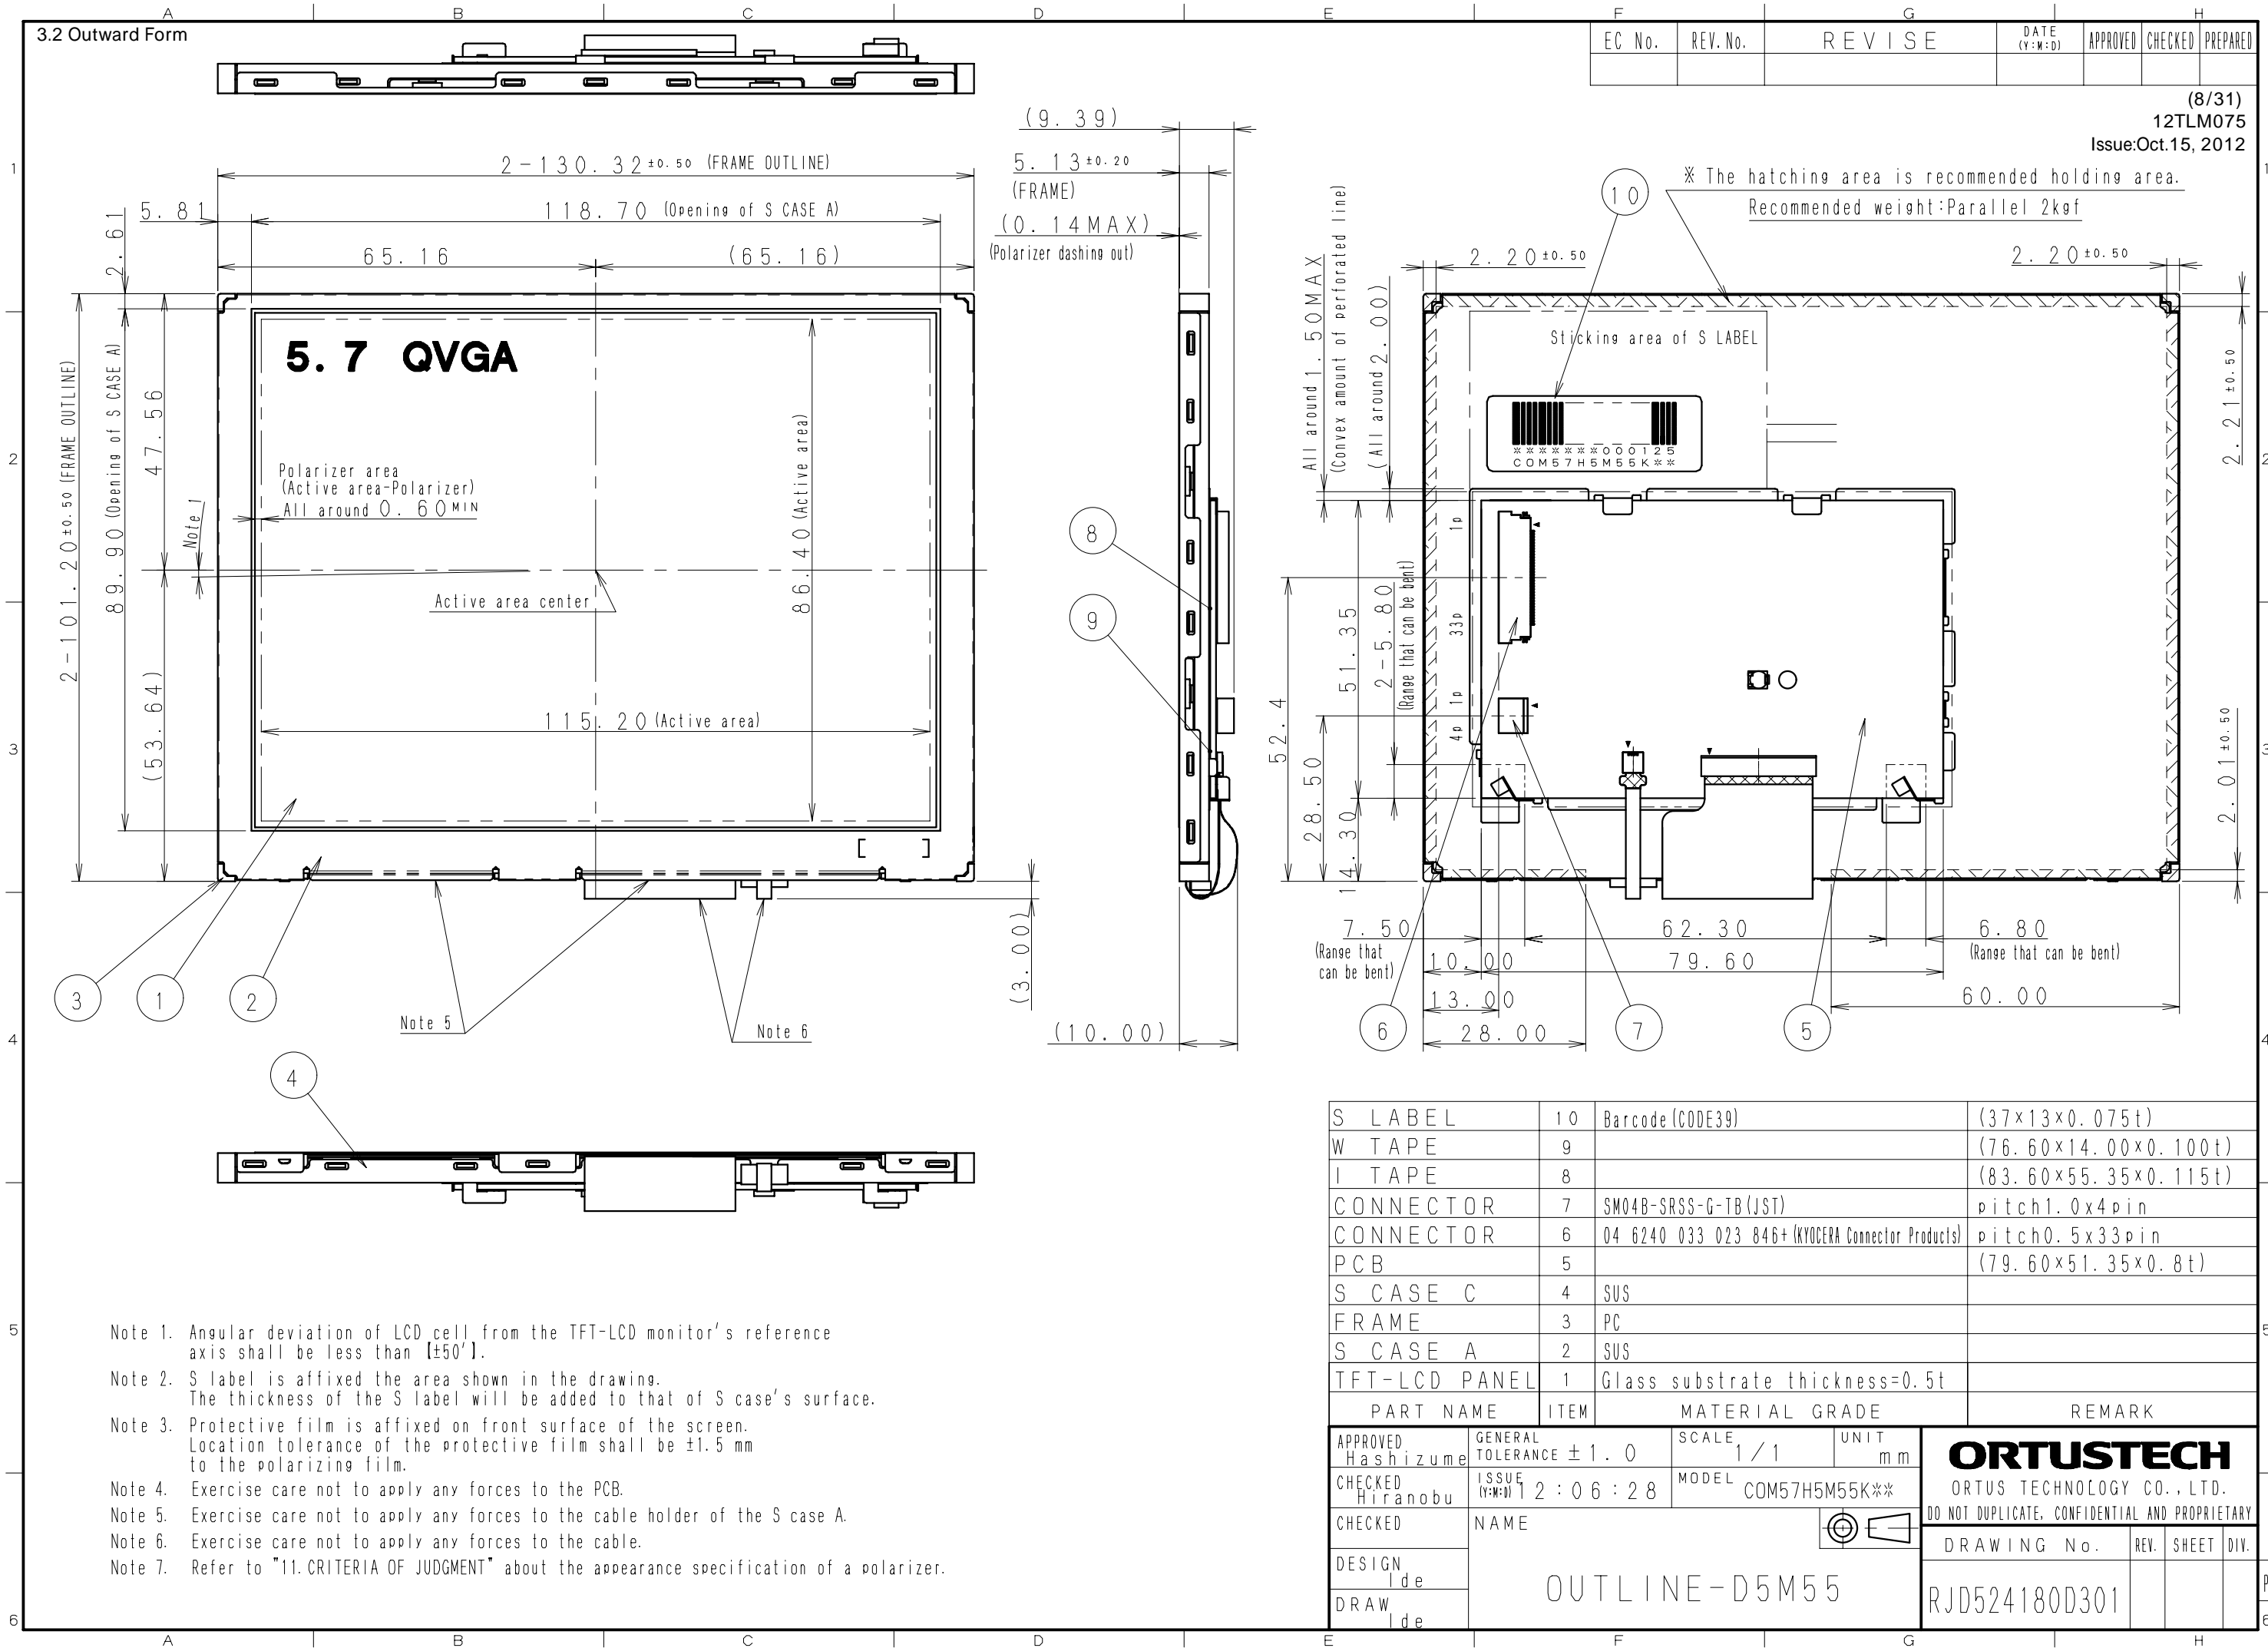 3.2 Outward Form
A B C D E F G H
EC No. REV.No. REVISE DATE (Y:M:D) APPROVED CHECKED PREPARED
(8/31)
12TLM075
Issue:Oct.15, 2012
※ The hatching area is recommended holding area.
Recommended weight:Parallel 2kgf
2-130.32±0.50 (FRAME OUTLINE)
5.81
118.70 (Opening of S CASE A)
65.16
(65.16)
2.61
2-101.20±0.50 (FRAME OUTLINE)
89.90 (Opening of S CASE A)
47.56
(53.64)
Note 1
5.7 QVGA
Polarizer area
(Active area-Polarizer)
All around 0.60MIN
Active area center
86.40 (Active area)
115.20 (Active area)
3
1
2
Note 5
Note 6
(3.00)
4
(9.39)
5.13±0.20
(FRAME)
(0.14MAX)
(Polarizer dashing out)
8
9
(10.00)
10
2.20±0.50
2.20±0.50
All around 1.50MAX
(Convex amount of perforated line)
(All around 2.00)
Sticking area of S LABEL
*******000125
COM57H5M55K**
2.21±0.50
2.01±0.50
1p
33p
1p
4p
52.4
28.50
51.35
14.30
2-5.80
(Range that can be bent)
7.50
(Range that
can be bent)
62.30
6.80
(Range that can be bent)
10.00
79.60
13.00
60.00
28.00
6
7
5
S LABEL 10 Barcode(CODE39) (37×13×0.075t)
W TAPE 9 (76.60×14.00×0.100t)
I TAPE 8 (83.60×55.35×0.115t)
CONNECTOR 7 SM04B-SRSS-G-TB(JST) pitch1.0x4pin
CONNECTOR 6 04 6240 033 023 846+(KYOCERA Connector Products) pitch0.5x33pin
PCB 5 (79.60×51.35×0.8t)
S CASE C 4 SUS
FRAME 3 PC
S CASE A 2 SUS
TFT-LCD PANEL 1 Glass substrate thickness=0.5t
PART NAME ITEM MATERIAL GRADE REMARK
Note 1. Angular deviation of LCD cell from the TFT-LCD monitor's reference
axis shall be less than [±50'].
Note 2. S label is affixed the area shown in the drawing.
The thickness of the S label will be added to that of S case's surface.
Note 3. Protective film is affixed on front surface of the screen.
Location tolerance of the protective film shall be ±1.5 mm
to the polarizing film.
Note 4. Exercise care not to apply any forces to the PCB.
Note 5. Exercise care not to apply any forces to the cable holder of the S case A.
Note 6. Exercise care not to apply any forces to the cable.
Note 7. Refer to "11.CRITERIA OF JUDGMENT" about the appearance specification of a polarizer.
APPROVED Hashizume
GENERAL TOLERANCE ±1.0
SCALE 1/1
UNIT mm
CHECKED Hiranobu
ISSUE (Y:M:D) 12:06:28
MODEL COM57H5M55K**
CHECKED
NAME
DESIGN Ide
DRAW Ide
OUTLINE-D5M55
ORTUSTECH
ORTUS TECHNOLOGY CO.,LTD.
DO NOT DUPLICATE, CONFIDENTIAL AND PROPRIETARY
DRAWING No. REV. SHEET DIV.
RJD524180D301
1 2 3 4 5 6
A B C D E F G H